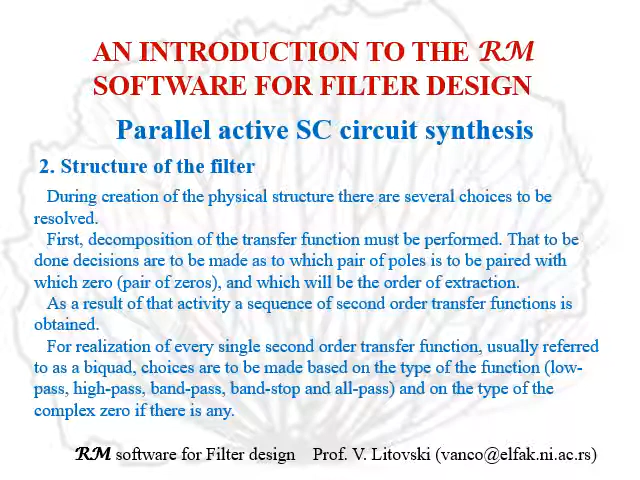 AN INTRODUCTION TO THE RM
SOFTWARE FOR FILTER DESIGN
Parallel active SC circuit synthesis
2. Structure of the filter
During creation of the physical structure there are several choices to be
resolved.
First, decomposition of the transfer function must be performed. That to be
done decisions are to be made as to which pair of poles is to be paired with
which zero (pair of zeros), and which will be the order of extraction.
As a result of that activity a sequence of second order transfer functions is
obtained.
For realization of every single second order transfer function, usually referred
to as a biquad, choices are to be made based on the type of the function (low-
pass, high-pass, band-pass, band-stop and all-pass) and on the type of the
complex zero if there is any.
RM software for Filter design Prof. V. Litovski (vanco@elfak.ni.ac.rs)